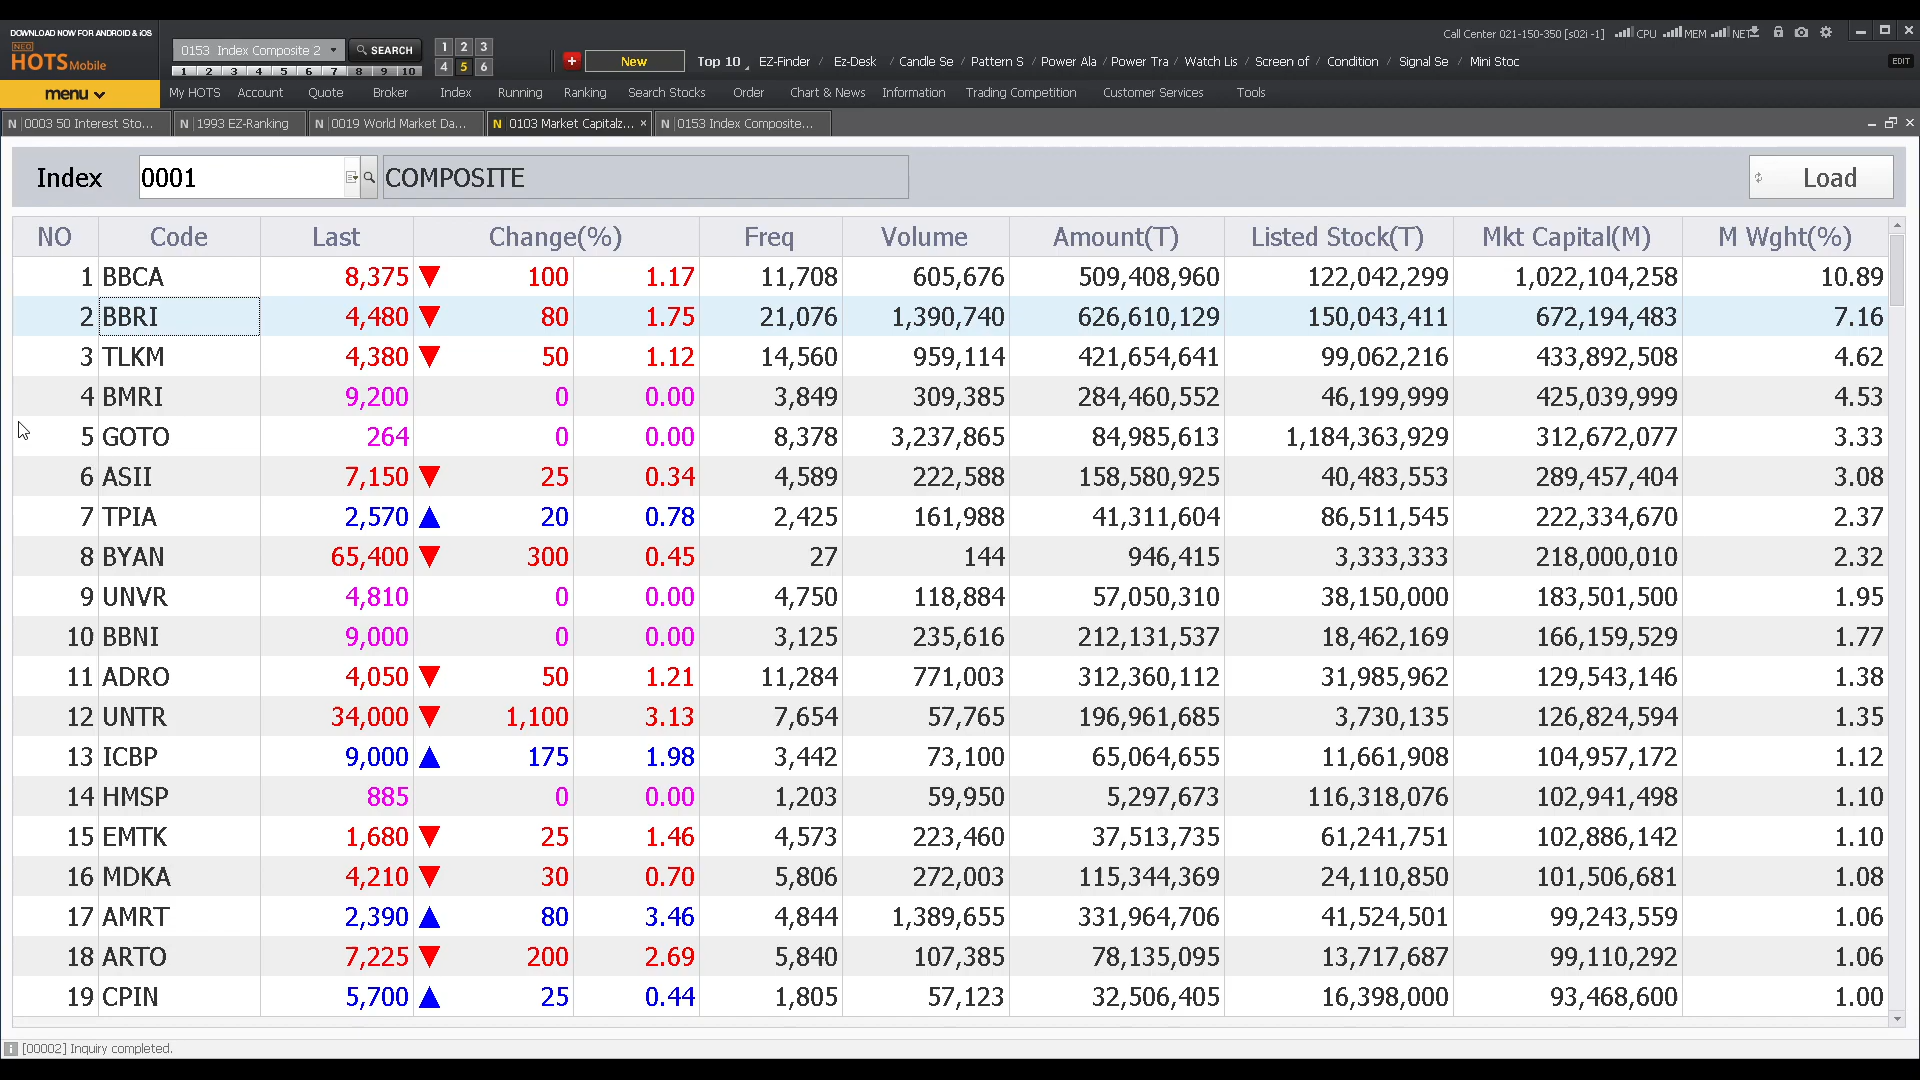 DOWNLOAD NOW FOR ANDROID & iOS
NEO
HOTS Mobile
0153 Index Composite 2
SEARCH
1 2 3 4 5 6 7 8 9 10
1 2 3
4 5 6
New
Call Center 021-150-350 [s02i -1] CPU MEM NET
Top 10 EZ-Finder / Ez-Desk / Candle Se / Pattern S / Power Ala / Power Tra / Watch Lis / Screen of / Condition / Signal Se / Mini Stoc EDIT
menu My HOTS Account Quote Broker Index Running Ranking Search Stocks Order Chart & News Information Trading Competition Customer Services Tools
N 0003 50 Interest Sto... N 1993 EZ-Ranking N 0019 World Market Da... N 0103 Market Capitalz... N 0153 Index Composite...
Index 0001 COMPOSITE Load
NO Code Last Change(%) Freq Volume Amount(T) Listed Stock(T) Mkt Capital(M) M Wght(%)
1 BBCA 8,375 ▼ 100 1.17 11,708 605,676 509,408,960 122,042,299 1,022,104,258 10.89
2 BBRI 4,480 ▼ 80 1.75 21,076 1,390,740 626,610,129 150,043,411 672,194,483 7.16
3 TLKM 4,380 ▼ 50 1.12 14,560 959,114 421,654,641 99,062,216 433,892,508 4.62
4 BMRI 9,200 0 0.00 3,849 309,385 284,460,552 46,199,999 425,039,999 4.53
5 GOTO 264 0 0.00 8,378 3,237,865 84,985,613 1,184,363,929 312,672,077 3.33
6 ASII 7,150 ▼ 25 0.34 4,589 222,588 158,580,925 40,483,553 289,457,404 3.08
7 TPIA 2,570 ▲ 20 0.78 2,425 161,988 41,311,604 86,511,545 222,334,670 2.37
8 BYAN 65,400 ▼ 300 0.45 27 144 946,415 3,333,333 218,000,010 2.32
9 UNVR 4,810 0 0.00 4,750 118,884 57,050,310 38,150,000 183,501,500 1.95
10 BBNI 9,000 0 0.00 3,125 235,616 212,131,537 18,462,169 166,159,529 1.77
11 ADRO 4,050 ▼ 50 1.21 11,284 771,003 312,360,112 31,985,962 129,543,146 1.38
12 UNTR 34,000 ▼ 1,100 3.13 7,654 57,765 196,961,685 3,730,135 126,824,594 1.35
13 ICBP 9,000 ▲ 175 1.98 3,442 73,100 65,064,655 11,661,908 104,957,172 1.12
14 HMSP 885 0 0.00 1,203 59,950 5,297,673 116,318,076 102,941,498 1.10
15 EMTK 1,680 ▼ 25 1.46 4,573 223,460 37,513,735 61,241,751 102,886,142 1.10
16 MDKA 4,210 ▼ 30 0.70 5,806 272,003 115,344,369 24,110,850 101,506,681 1.08
17 AMRT 2,390 ▲ 80 3.46 4,844 1,389,655 331,964,706 41,524,501 99,243,559 1.06
18 ARTO 7,225 ▼ 200 2.69 5,840 107,385 78,135,095 13,717,687 99,110,292 1.06
19 CPIN 5,700 ▲ 25 0.44 1,805 57,123 32,506,405 16,398,000 93,468,600 1.00
[00002] Inquiry completed.